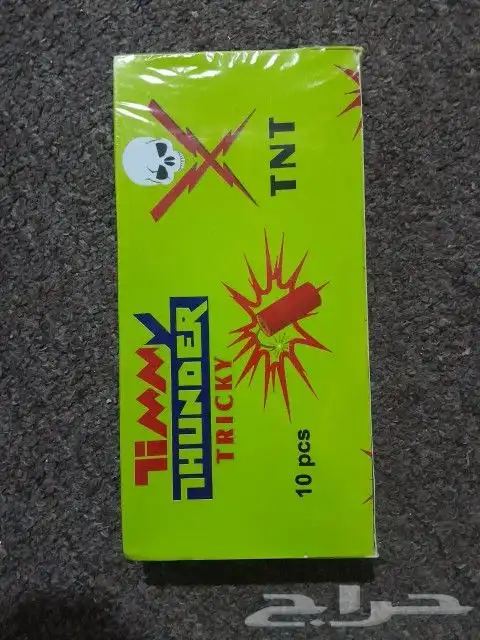 TIMMY
THUNDER
TRICKY
10 pcs
TNT
حراج